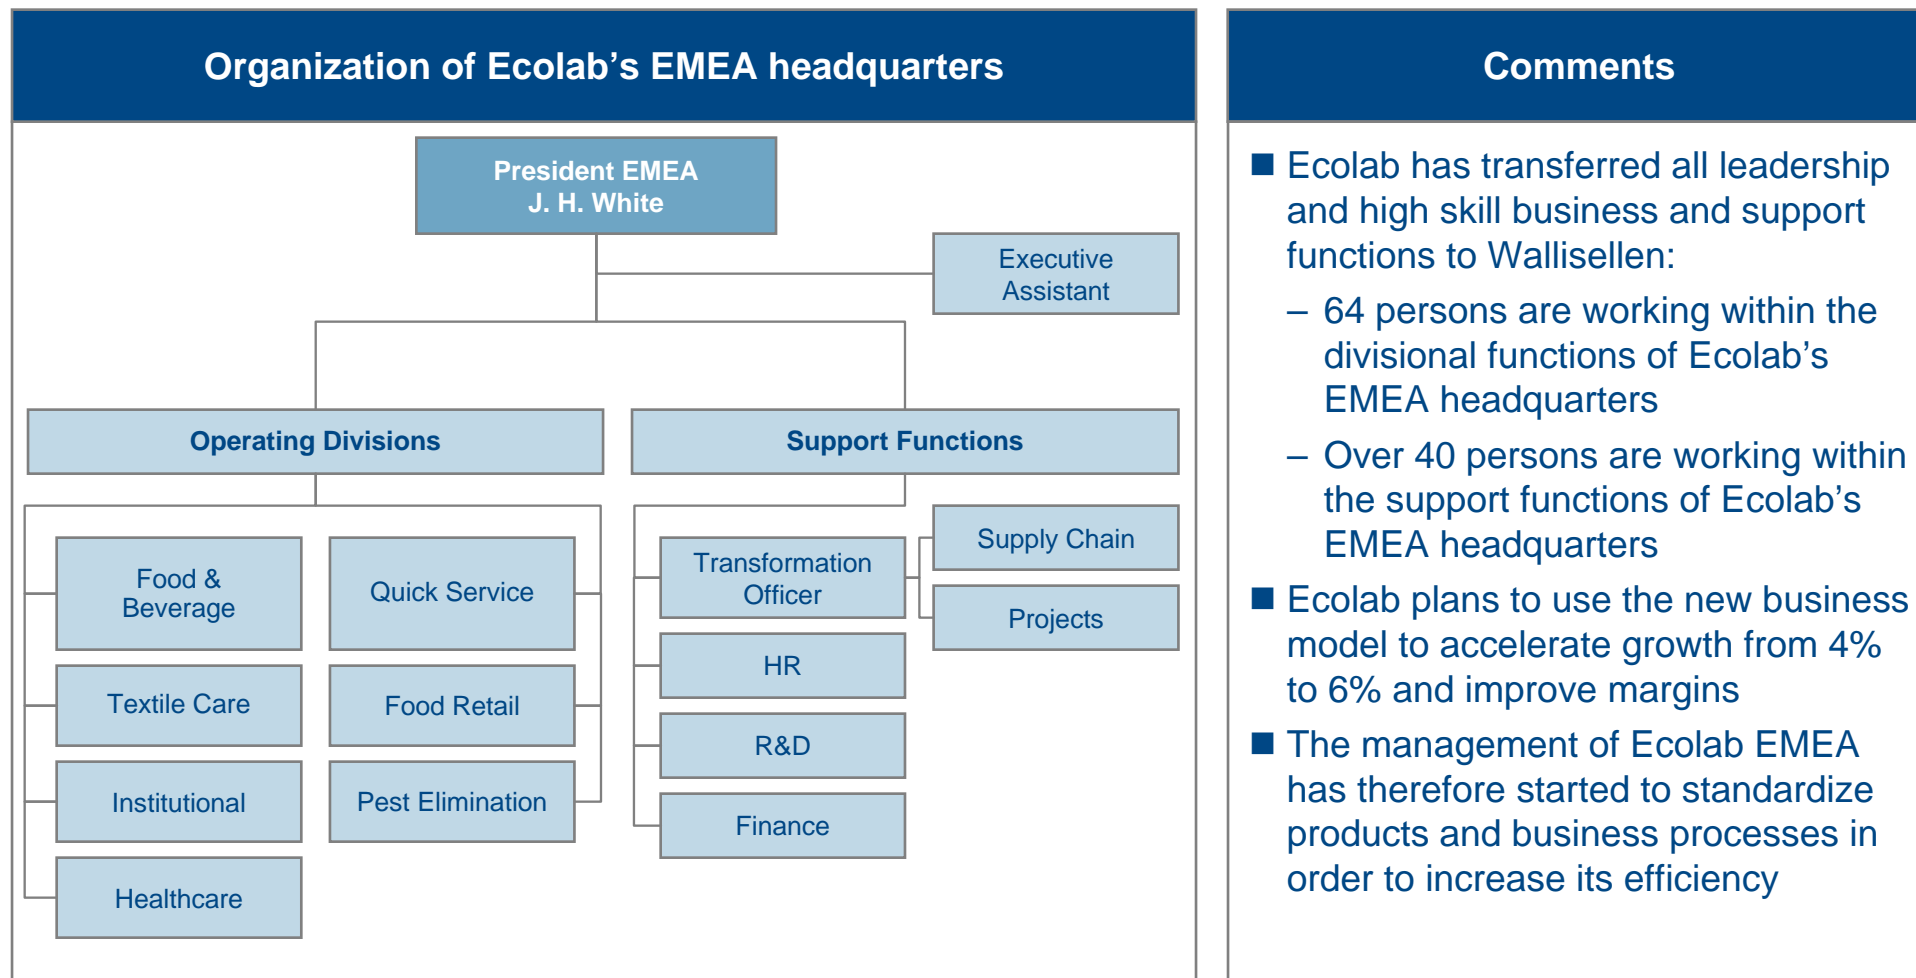 Organization of Ecolab’s EMEA headquarters
President EMEA
J. H. White
Executive
Assistant
Operating Divisions
Support Functions
Food &
Beverage
Quick Service
Textile Care
Food Retail
Institutional
Pest Elimination
Healthcare
Transformation
Officer
Supply Chain
Projects
HR
R&D
Finance
Comments
■ Ecolab has transferred all leadership
and high skill business and support
functions to Wallisellen:
– 64 persons are working within the
divisional functions of Ecolab’s
EMEA headquarters
– Over 40 persons are working within
the support functions of Ecolab’s
EMEA headquarters
■ Ecolab plans to use the new business
model to accelerate growth from 4%
to 6% and improve margins
■ The management of Ecolab EMEA
has therefore started to standardize
products and business processes in
order to increase its efficiency